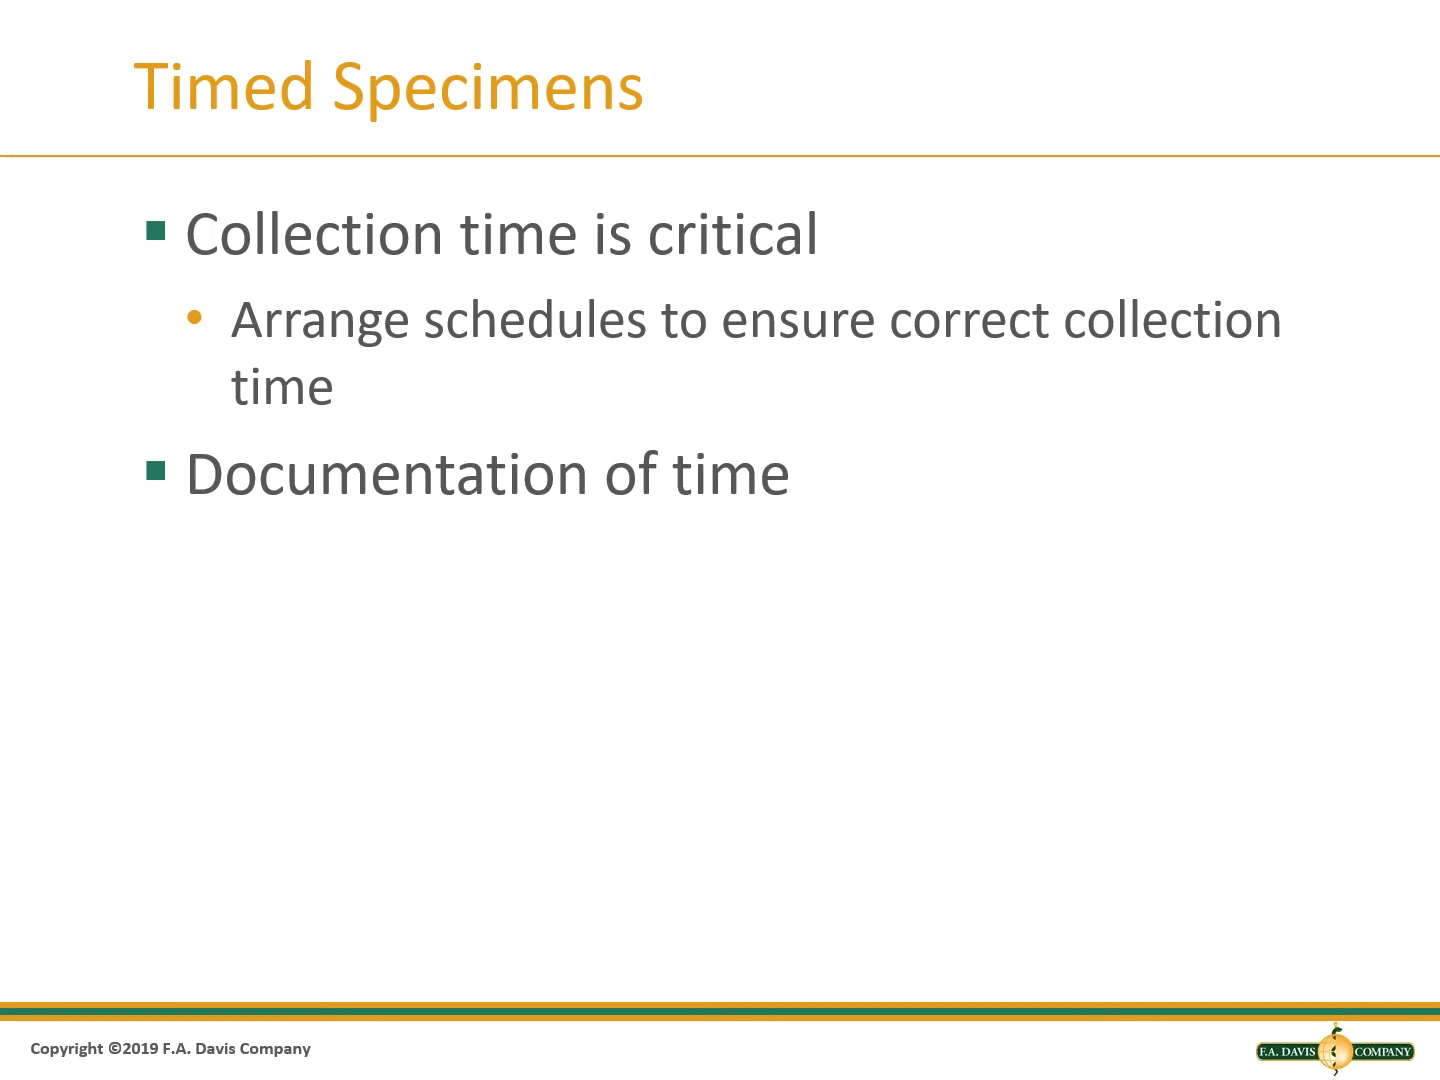 Timed Specimens
▪ Collection time is critical
• Arrange schedules to ensure correct collection
time
▪ Documentation of time
Copyright ©2019 F.A. Davis Company
F.A. DAVIS COMPANY